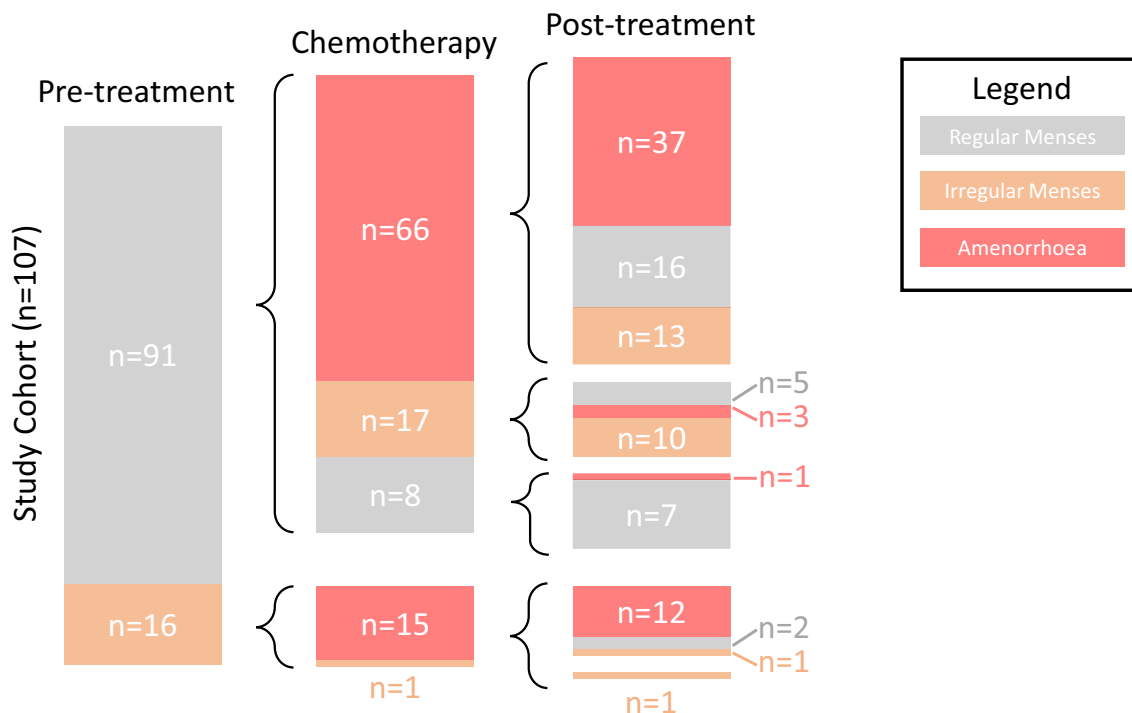 Pre-treatment
Chemotherapy
Post-treatment
Study Cohort (n=107)
n=91
n=16
n=66
n=17
n=8
n=15
n=1
n=37
n=16
n=13
n=5
n=3
n=10
n=1
n=7
n=12
n=2
n=1
n=1
Legend
Regular Menses
Irregular Menses
Amenorrhoea